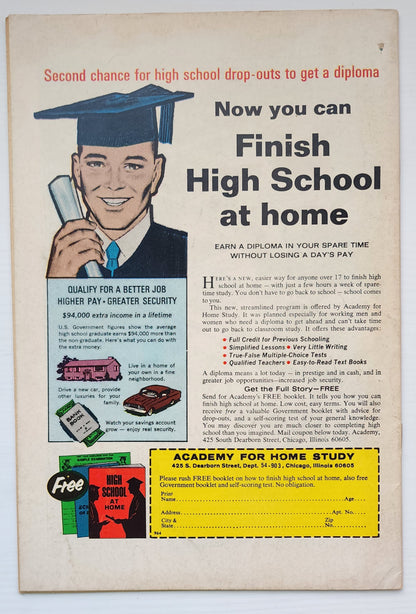 Second chance for high school drop-outs to get a diploma
Now you can
Finish
High School
at home
EARN A DIPLOMA IN YOUR SPARE TIME
WITHOUT LOSING A DAY'S PAY
QUALIFY FOR A BETTER JOB
HIGHER PAY • GREATER SECURITY
$94,000 extra income in a lifetime
U.S. Government figures show the average
high school graduate earns $94,000 more than
the non-graduate. Here's what you can do with
the extra money.
Live in a home of
your own in a fine
neighborhood.
Drive a new car, provide
other luxuries for your
family.
BANK
BOOK
Watch your savings account
grow — enjoy real security.
HERE'S A NEW, easier way for anyone over 17 to finish high
school at home – with just a few hours a week of spare-
time study. You don't have to go back to school – school comes
to you.
This new, streamlined program is offered by Academy for
Home Study. It was planned especially for working men and
women who need a diploma to get ahead and can't take time
out to go back to classroom study. It offers these advantages:
• Full Credit for Previous Schooling
• Simplified Lessons • Very Little Writing
• True-False Multiple-Choice Tests
• Qualified Teachers • Easy-to-Read Text Books
A diploma means a lot today – in prestige and in cash, and in
greater job opportunities–increased job security.
Get the Full Story–FREE
Send for Academy's FREE booklet. It tells you how you can
finish high school at home. Low cost, easy terms. You will also
receive free a valuable Government booklet with advice for
drop-outs, and a self-scoring test of your general knowledge.
You may discover you are much closer to completing high
school than you imagined. Mail coupon below today. Academy,
425 South Dearborn Street, Chicago, Illinois 60605.
Free
HIGH
SCHOOL
AT
HOME
ACADEMY FOR HOME STUDY
425 S. Dearborn Street, Dept. 54-903, Chicago, Illinois 60605
Please rush FREE booklet on how to finish high school at home, also free
Government booklet and self-scoring test. No obligation.
Print
Name Age
Address Apt. No.
City & Zip
State No.
964